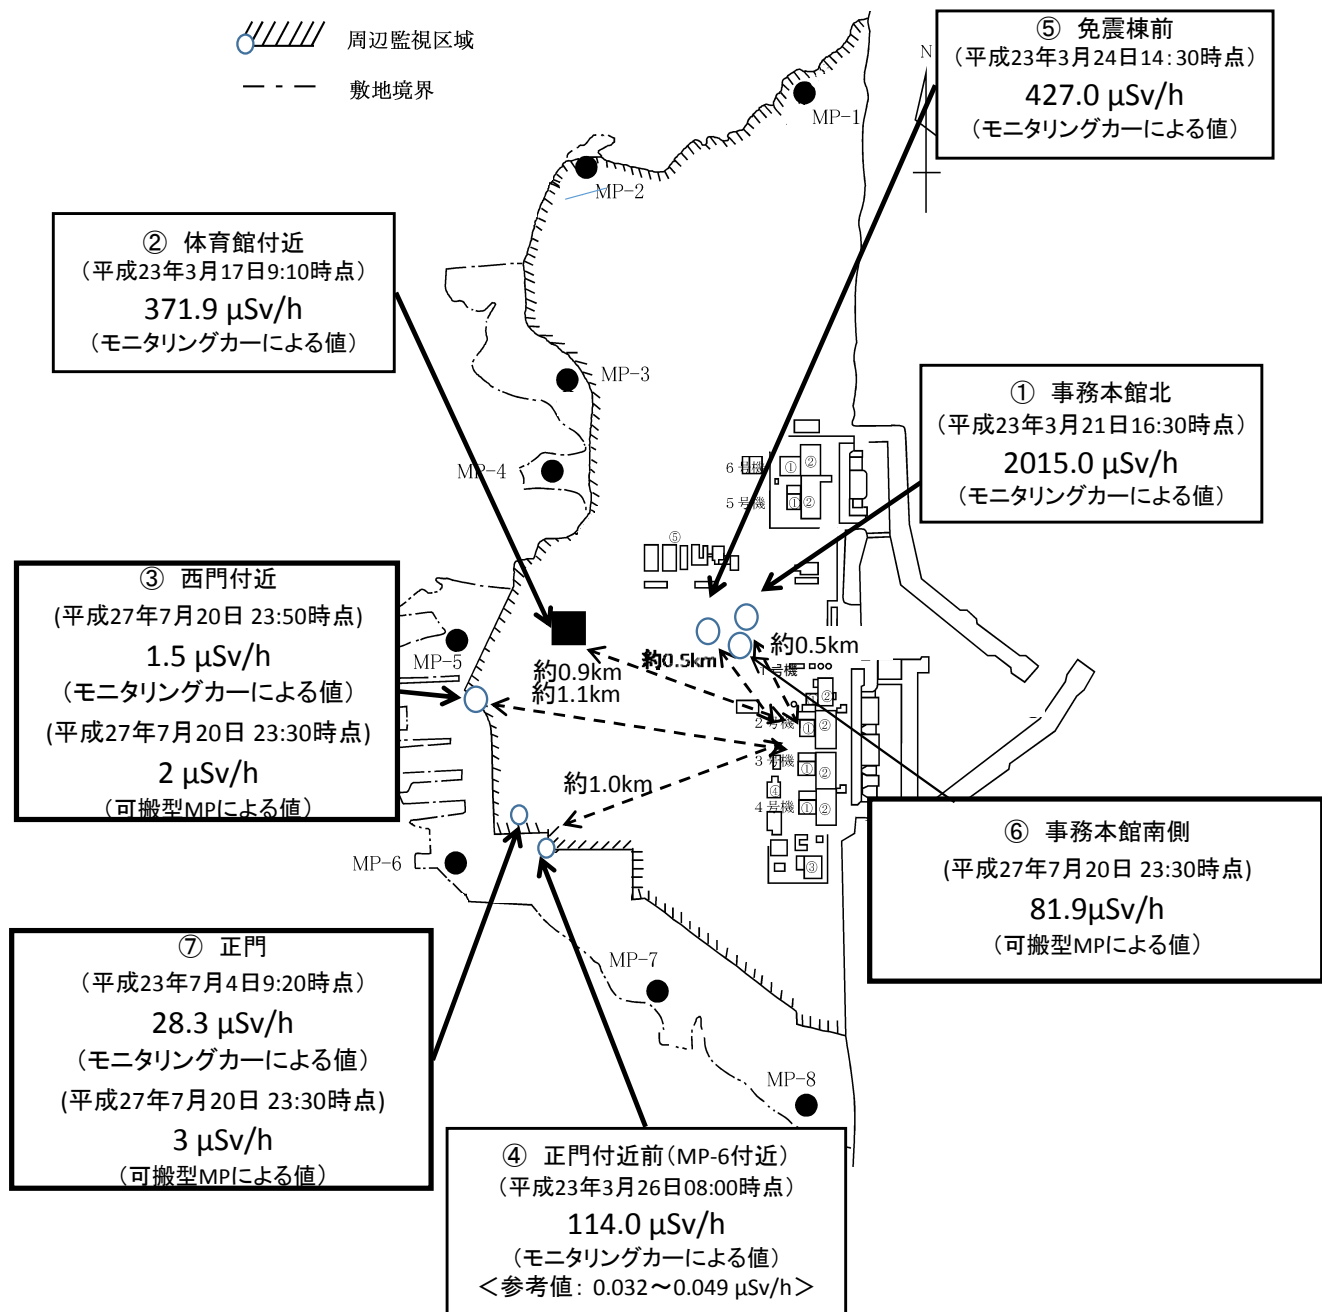 周辺監視区域
敷地境界
⑤ 免震棟前
（平成23年3月24日14：30時点）
427.0 μSv/h
（モニタリングカーによる値）
N
MP-1
MP-2
② 体育館付近
（平成23年3月17日9:10時点）
371.9 μSv/h
（モニタリングカーによる値）
MP-3
① 事務本館北
（平成23年3月21日16:30時点）
2015.0 μSv/h
（モニタリングカーによる値）
MP-4
6号機
①
②
5号機
①
②
⑤
③ 西門付近
(平成27年7月20日 23:50時点)
1.5 μSv/h
（モニタリングカーによる値）
(平成27年7月20日 23:30時点)
2 μSv/h
（可搬型MPによる値）
MP-5
約0.9km
約1.1km
約0.5km
約0.5km
1号機
②
2号機
①
②
3号機
①
②
④
4号機
①
②
③
約1.0km
⑥ 事務本館南側
(平成27年7月20日 23:30時点)
81.9μSv/h
（可搬型MPによる値）
MP-6
⑦ 正門
（平成23年7月4日9:20時点）
28.3 μSv/h
（モニタリングカーによる値）
(平成27年7月20日 23:30時点)
3 μSv/h
（可搬型MPによる値）
MP-7
MP-8
④ 正門付近前（MP-6付近）
（平成23年3月26日08:00時点）
114.0 μSv/h
（モニタリングカーによる値）
＜参考値： 0.032～0.049 μSv/h＞